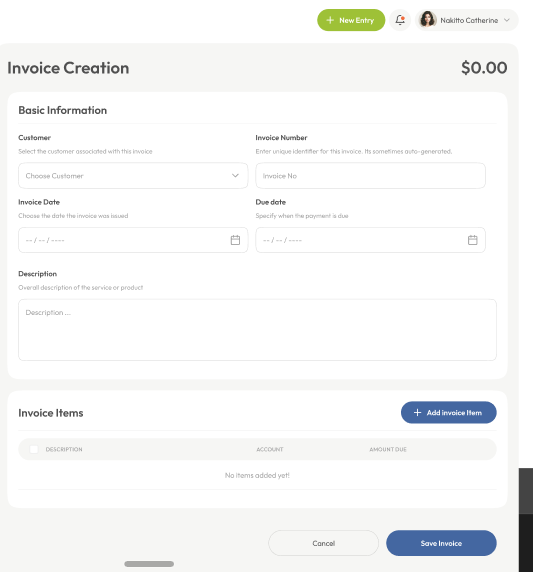 New Entry
Nakitto Catherine
Invoice Creation
$0.00
Basic Information
Customer
Invoice Number
Select the customer associated with this invoice
Enter unique identifier for this invoice. Its sometimes auto-generated.
Choose Customer
Invoice No
Invoice Date
Due date
Choose the date the invoice was issued
Specify when the payment is due
-- / -- / ----
-- / -- / ----
Description
Overall description of the service or product
Description ...
Invoice Items
Add invoice Item
DESCRIPTION
ACCOUNT
AMOUNT DUE
No items added yet!
Cancel
Save Invoice